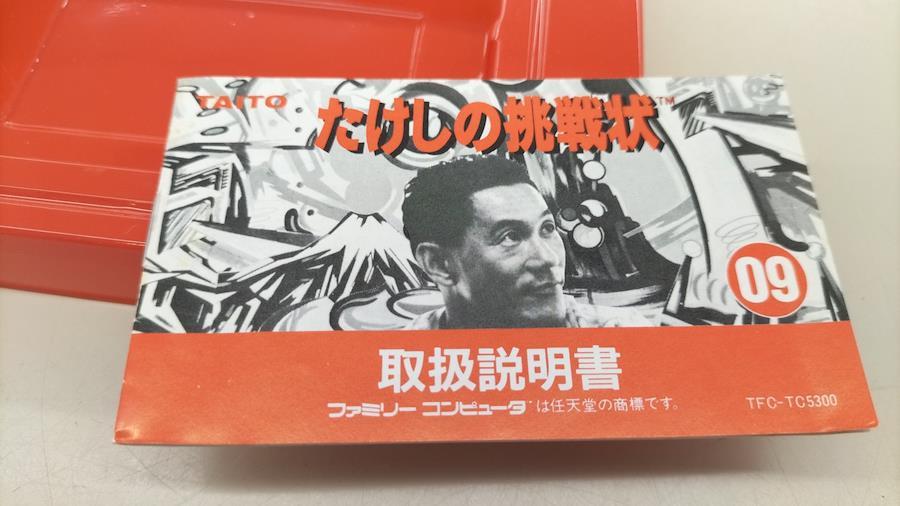 TAITO
たけしの挑戦状™
09
取扱説明書
ファミリー コンピュータ™は任天堂の商標です。
TFC-TC5300